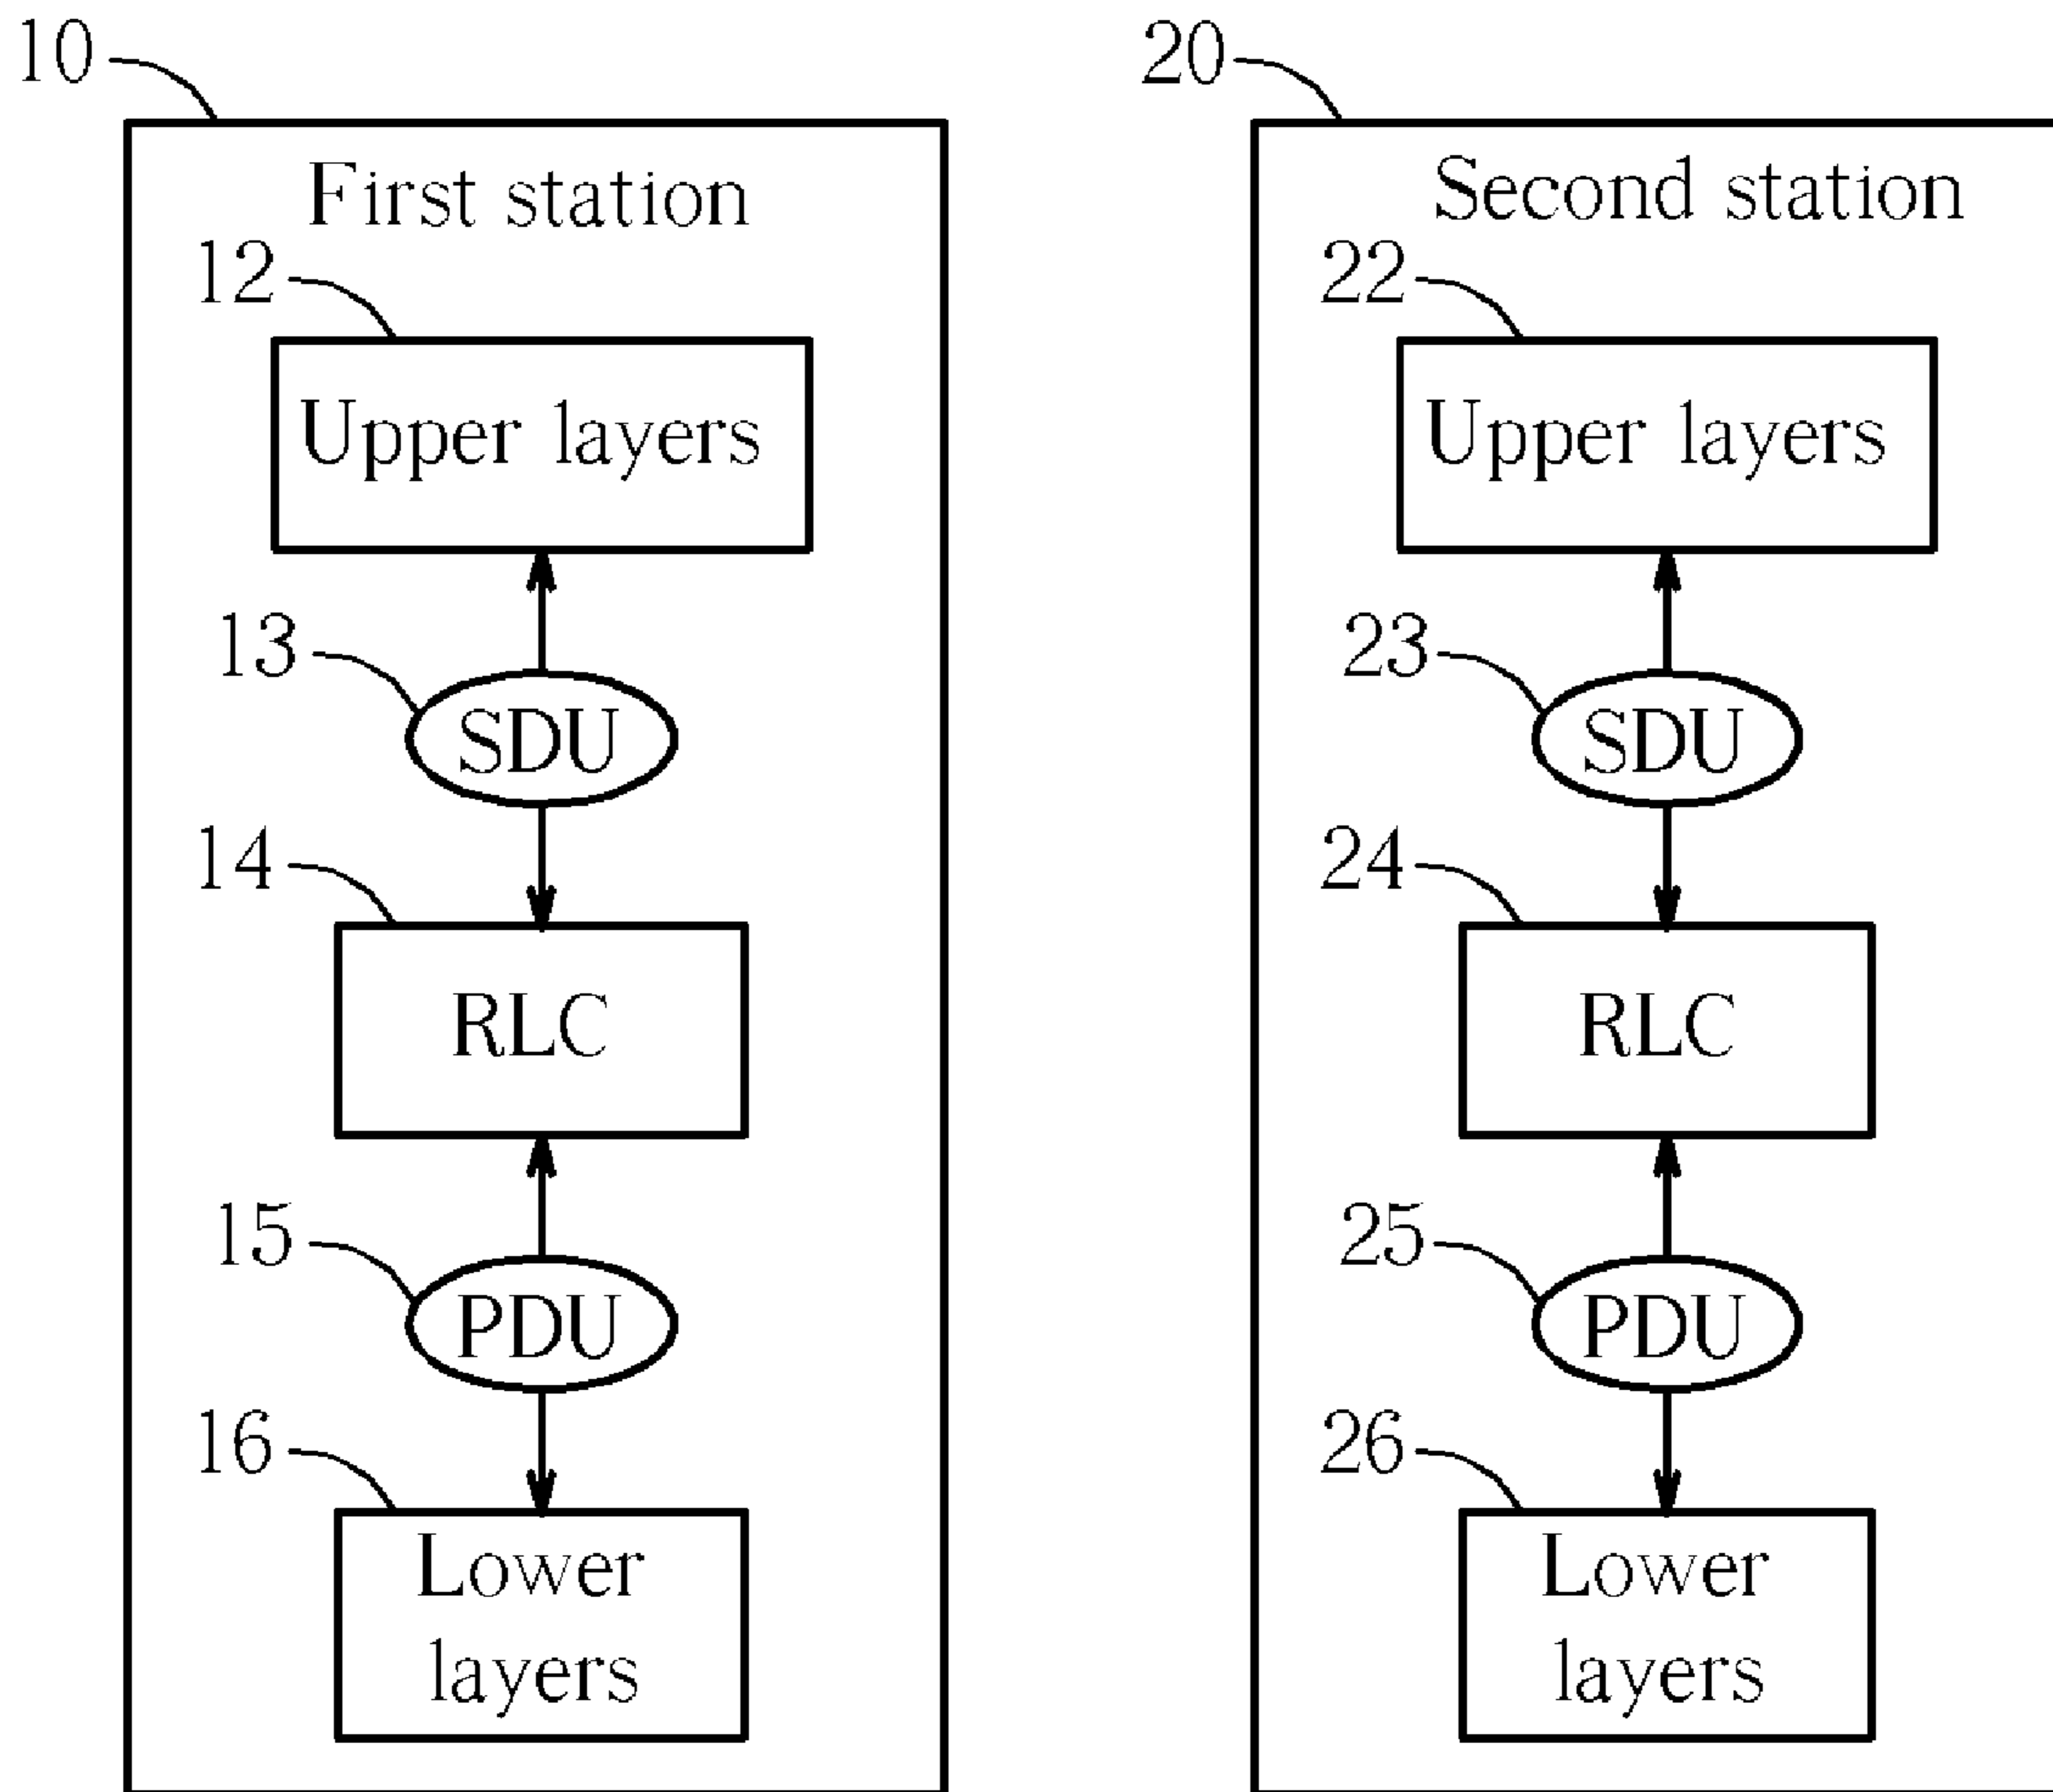 10
First station
12
Upper layers
13
SDU
14
RLC
15
PDU
16
Lower
layers
20
Second station
22
Upper layers
23
SDU
24
RLC
25
PDU
26
Lower
layers